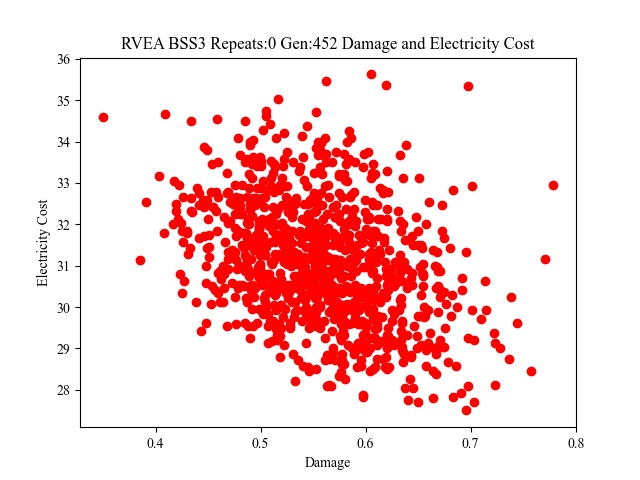 RVEA BSS3 Repeats:0 Gen:452 Damage and Electricity Cost
36
35
34
33
32
31
30
29
28
Electricity Cost
0.4 0.5 0.6 0.7 0.8
Damage